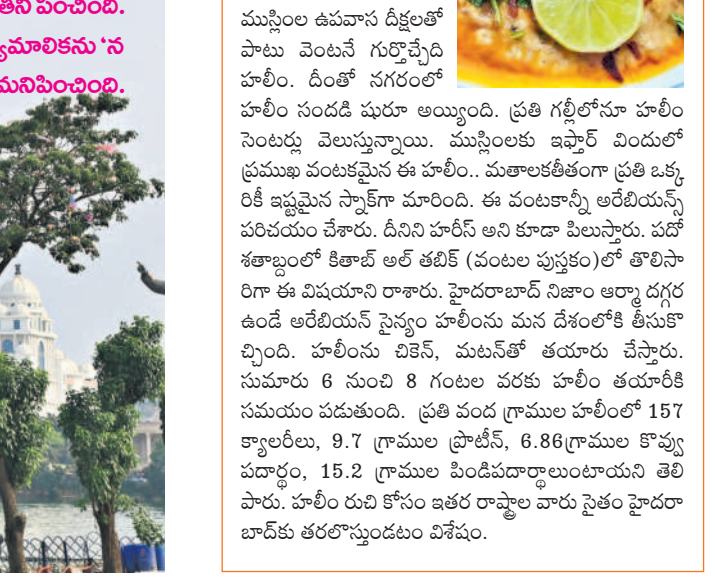 తిని పంచింది.
్యమాలికను ‘న
మనిపించింది.
ముస్లింల ఉపవాస దీక్షలతో
పాటు వెంటనే గుర్తొచ్చేది
హలీం. దీంతో నగరంలో
హలీం సందడి షురూ అయ్యింది. ప్రతి గల్లీలోనూ హలీం
సెంటర్లు వెలుస్తున్నాయి. ముస్లింలకు ఇఫ్తార్ విందులో
ప్రముఖ వంటకమైన ఈ హలీం.. మతాలకతీతంగా ప్రతి ఒక్క
రికీ ఇష్టమైన స్నాక్‌గా మారింది. ఈ వంటకాన్నీ అరేబియన్స్
పరిచయం చేశారు. దీనిని హరీస్ అని కూడా పిలుస్తారు. పదో
శతాబ్దంలో కితాబ్ అల్ తబిక్ (వంటల పుస్తకం)లో తొలిసా
రిగా ఈ విషయాని రాశారు. హైదరాబాద్ నిజాం ఆర్మా దగ్గర
ఉండే అరేబియన్ సైన్యం హలీంను మన దేశంలోకి తీసుకొ
చ్చింది. హలీంను చికెన్, మటన్‌తో తయారు చేస్తారు.
సుమారు 6 నుంచి 8 గంటల వరకు హలీం తయారీకి
సమయం పడుతుంది. ప్రతి వంద గ్రాముల హలీంలో 157
క్యాలరీలు, 9.7 గ్రాముల ప్రొటీన్, 6.86గ్రాముల కొవ్వు
పదార్థం, 15.2 గ్రాముల పిండిపదార్థాలుంటాయని తెలి
పారు. హలీం రుచి కోసం ఇతర రాష్ట్రాల వారు సైతం హైదరా
బాద్‌కు తరలొస్తుండటం విశేషం.